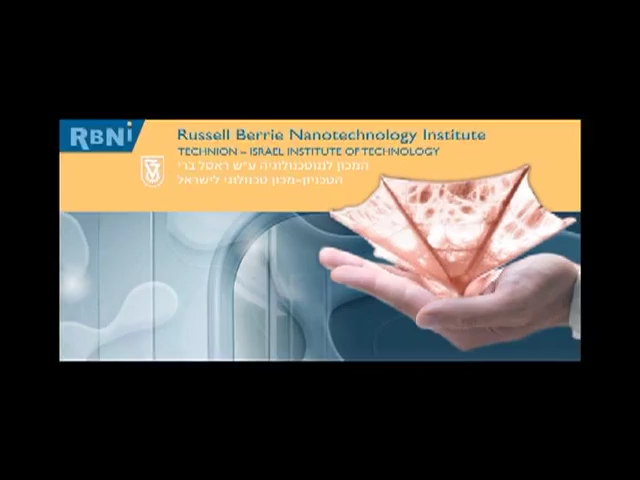 RBNi
Russell Berrie Nanotechnology Institute
TECHNION – ISRAEL INSTITUTE OF TECHNOLOGY
המכון לננוטכנולוגיה ע"ש ראסל ברי
הטכניון-מכון טכנולוגי לישראל